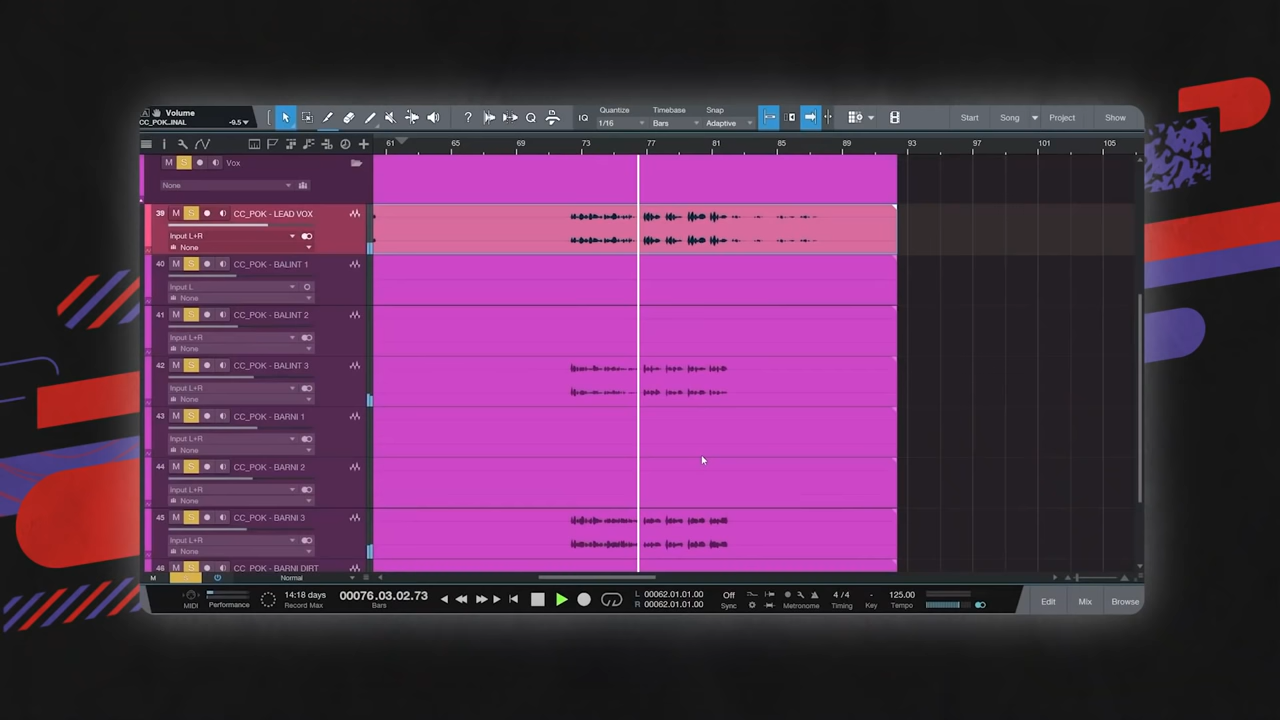 A Volume
CC_POK..INAL -9.5
IQ
Quantize
1/16
Timebase
Bars
Snap
Adaptive
Start Song Project Show
61 65 69 73 75 77 81 85 89 93 97 101 105
M S Vox
None
39 M S CC_POK - LEAD VOX
Input L+R
None
40 M S CC_POK - BALINT 1
Input L
None
41 M S CC_POK - BALINT 2
Input L+R
None
42 M S CC_POK - BALINT 3
Input L+R
None
43 M S CC_POK - BARNI 1
Input L+R
None
44 M S CC_POK - BARNI 2
Input L+R
None
45 M S CC_POK - BARNI 3
Input L+R
None
46 CC_POK - BARNI DIRT
M S Normal
MIDI
Performance
14:18 days
Record Max
00076.03.02.73
Bars
L 00062.01.01.00
R 00062.01.01.00
Off
Sync
Metronome
4 / 4
Timing
-
Key
125.00
Tempo
Edit Mix Browse